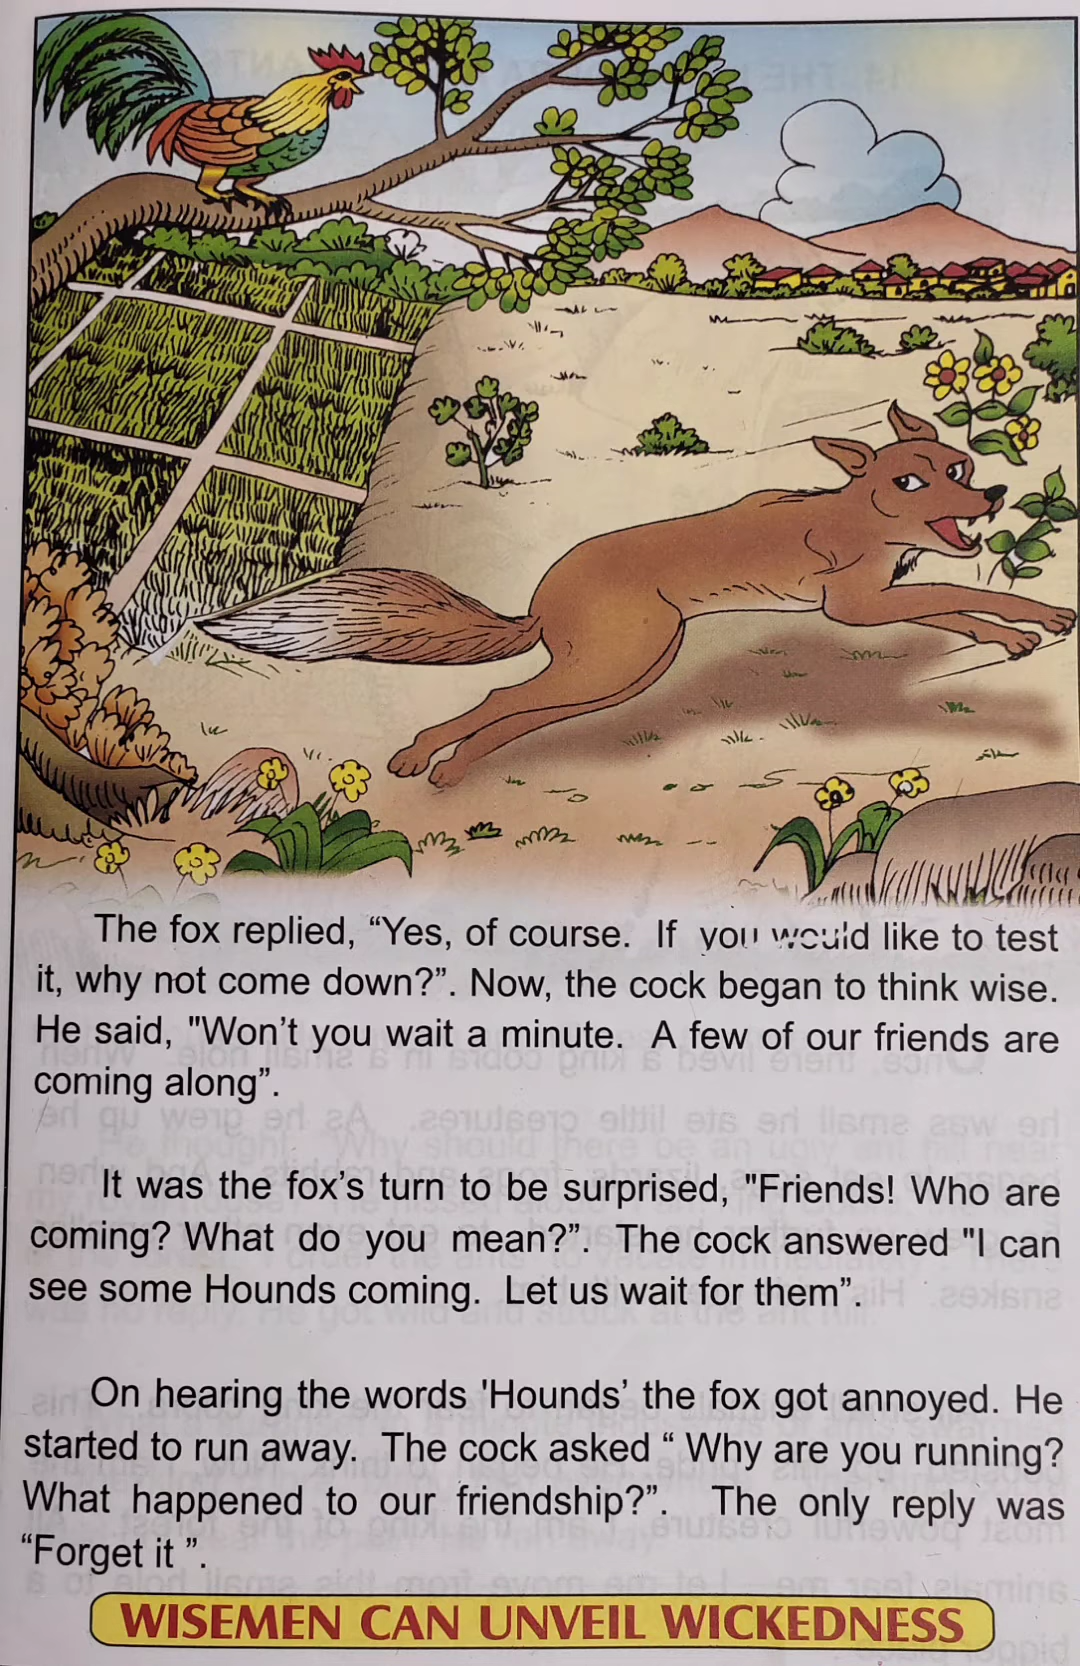 The fox replied, “Yes, of course. If you would like to test
it, why not come down?”. Now, the cock began to think wise.
He said, "Won’t you wait a minute. A few of our friends are
coming along”.
It was the fox’s turn to be surprised, "Friends! Who are
coming? What do you mean?”. The cock answered "I can
see some Hounds coming. Let us wait for them”.
On hearing the words 'Hounds’ the fox got annoyed. He
started to run away. The cock asked “ Why are you running?
What happened to our friendship?”. The only reply was
“Forget it ”.
WISEMEN CAN UNVEIL WICKEDNESS